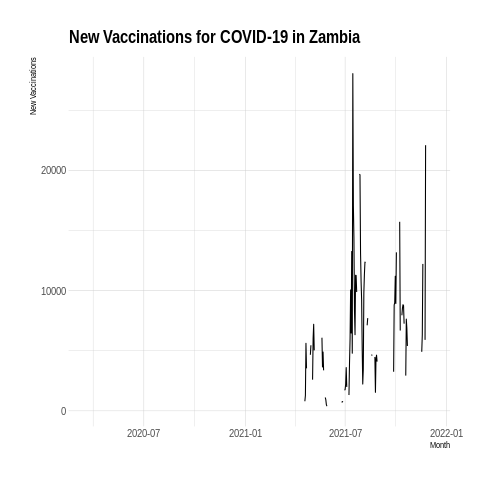 New Vaccinations for COVID-19 in Zambia
New Vaccinations
20000
10000
0
2020-07 2021-01 2021-07 2022-01
Month